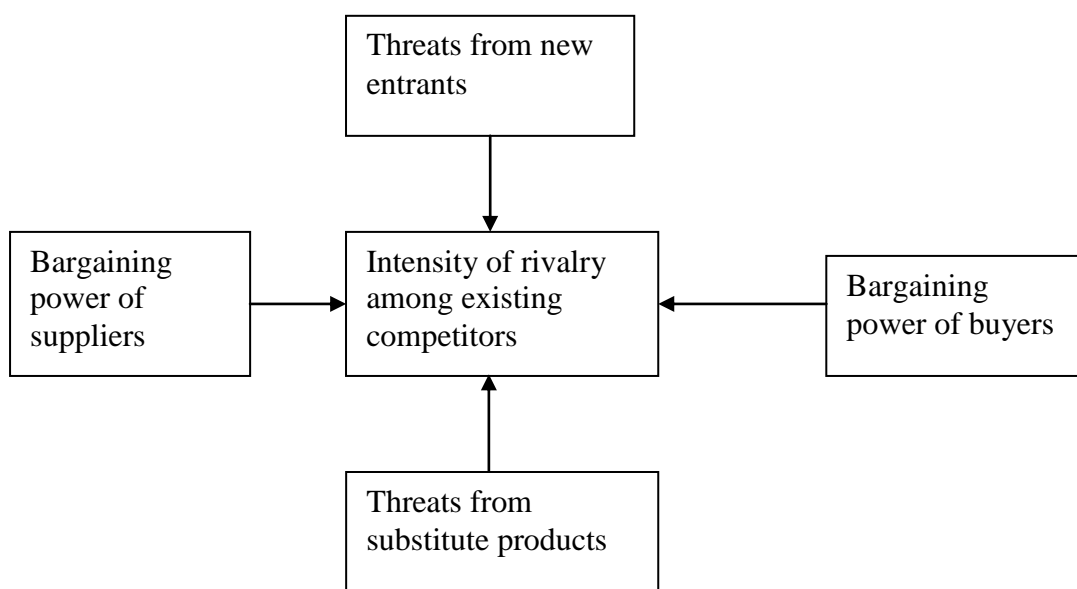 Threats from new
entrants
Bargaining
power of
suppliers
Intensity of rivalry
among existing
competitors
Bargaining
power of buyers
Threats from
substitute products